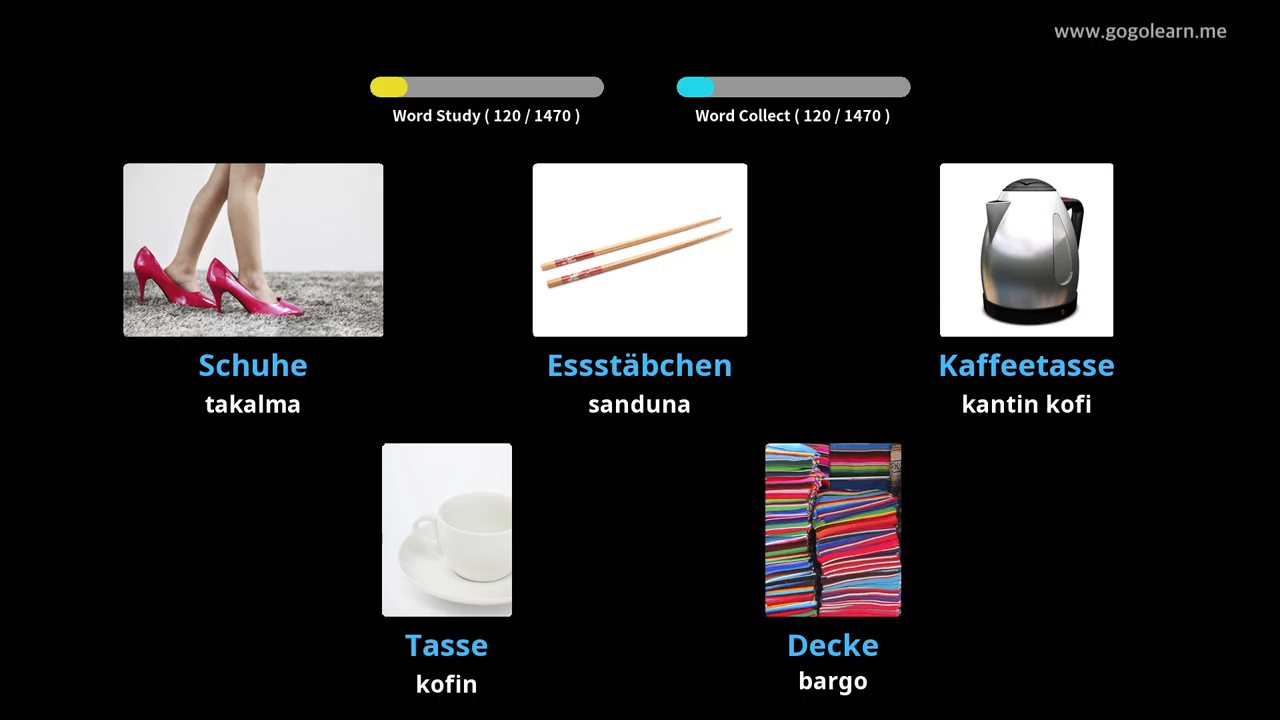 www.gogolearn.me
Word Study ( 120 / 1470 )
Word Collect ( 120 / 1470 )
Schuhe
takalma
Essstäbchen
sanduna
Kaffeetasse
kantin kofi
Tasse
kofin
Decke
bargo